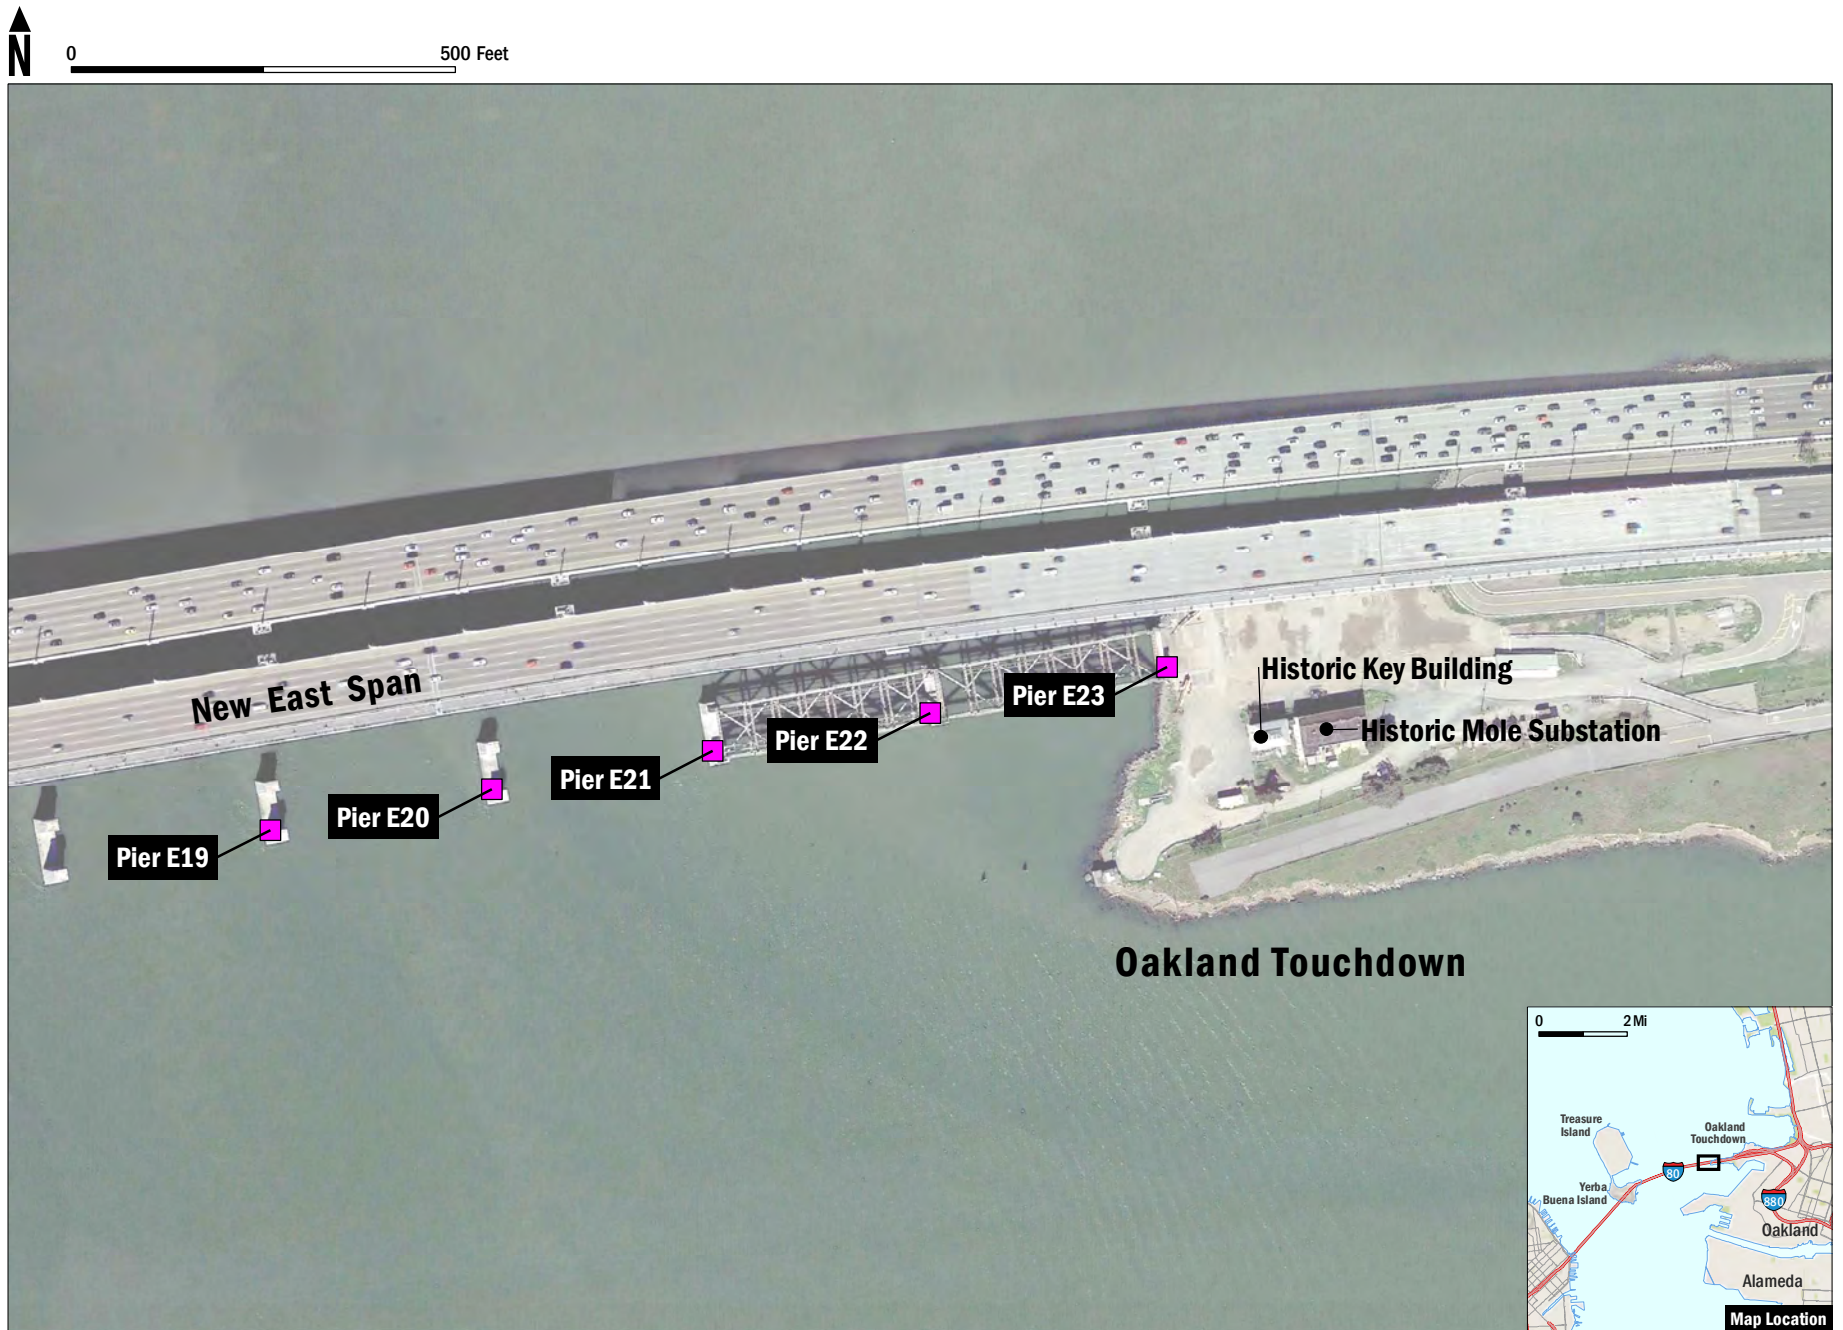 N
0 500 Feet
New East Span
Pier E19
Pier E20
Pier E21
Pier E22
Pier E23
Historic Key Building
Historic Mole Substation
Oakland Touchdown
0 2 Mi
Treasure
Island
Oakland
Touchdown
80
Yerba
Buena Island
880
Oakland
Alameda
Map Location